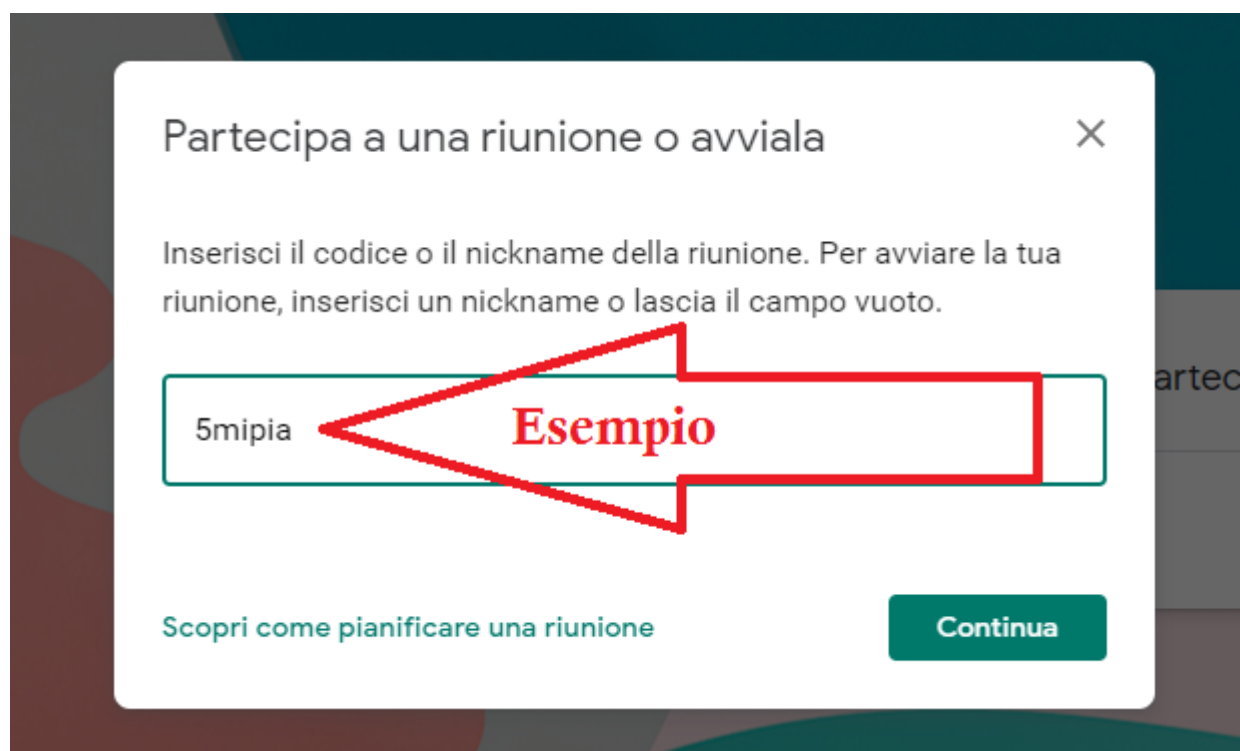 Partecipa a una riunione o avviala
Inserisci il codice o il nickname della riunione. Per avviare la tua
riunione, inserisci un nickname o lascia il campo vuoto.
artec
5mipia
Esempio
Scopri come pianificare una riunione
Continua